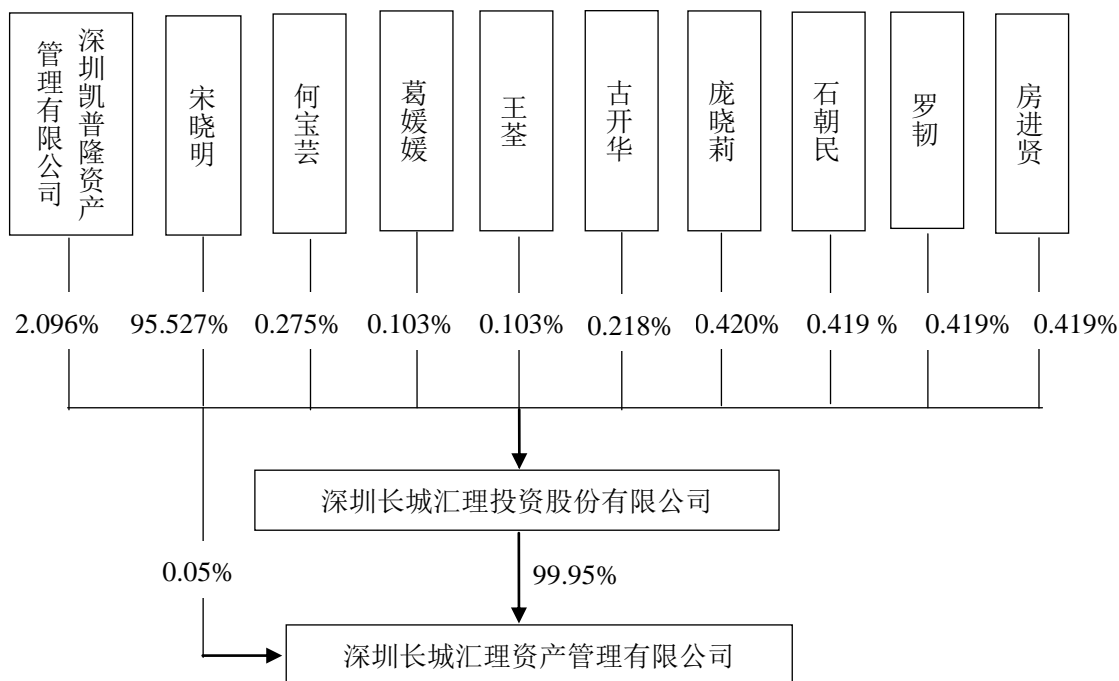 深圳凯普隆资产
管理有限公司
宋晓明
何宝芸
葛媛媛
王荃
古开华
庞晓莉
石朝民
罗韧
房进贤
2.096%
95.527%
0.275%
0.103%
0.103%
0.218%
0.420%
0.419 %
0.419%
0.419%
深圳长城汇理投资股份有限公司
0.05%
99.95%
深圳长城汇理资产管理有限公司